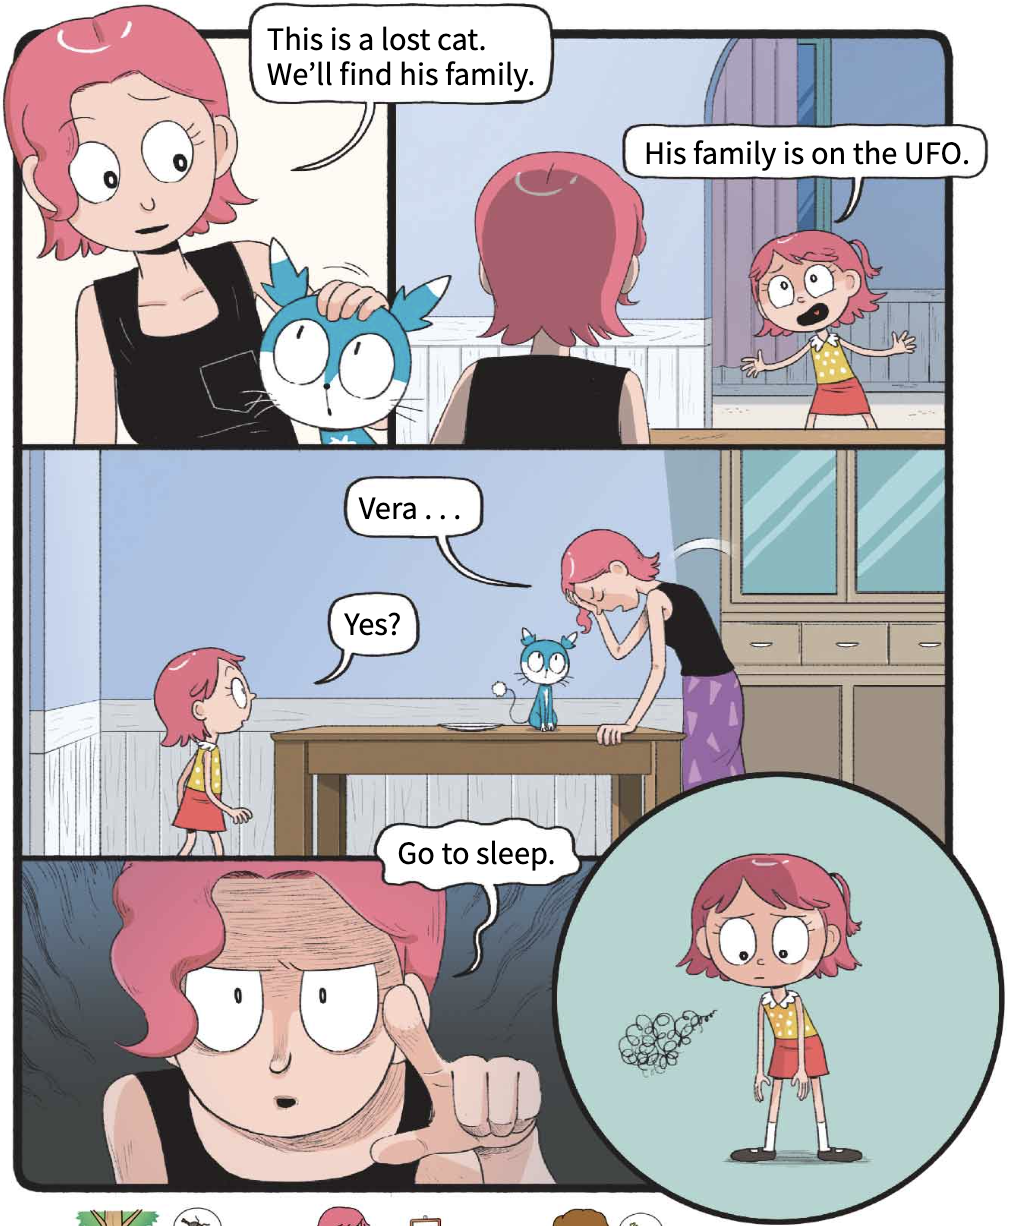 This is a lost cat.
We’ll find his family.
His family is on the UFO.
Vera . . .
Yes?
Go to sleep.